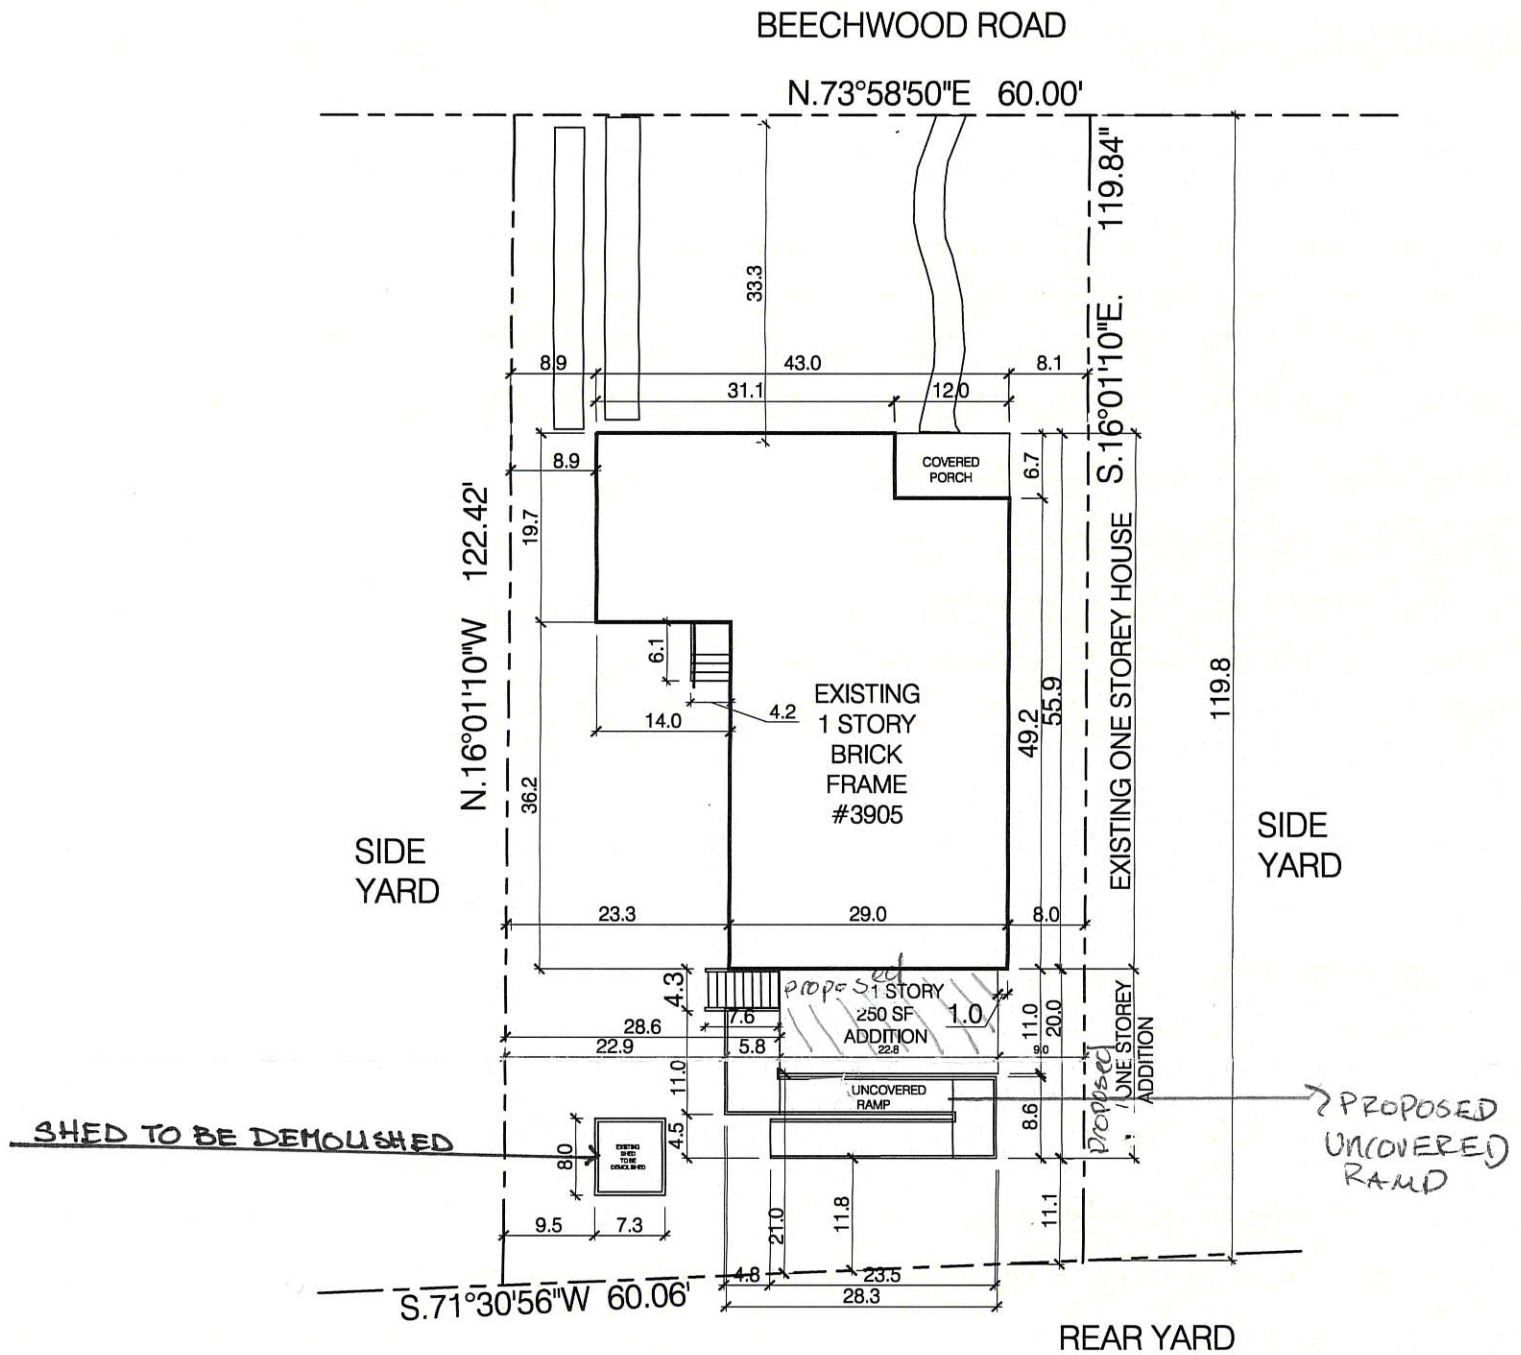 BEECHWOOD ROAD
N.73°58'50"E 60.00'
119.84"
S.16°01'10"E.
33.3
8.9
43.0
8.1
31.1
12.0
8.9
COVERED
PORCH
6.7
N.16°01'10"W 122.42'
19.7
6.1
14.0
4.2
EXISTING
1 STORY
BRICK
FRAME
#3905
49.2
55.9
EXISTING ONE STOREY HOUSE
119.8
36.2
SIDE
YARD
SIDE
YARD
23.3
29.0
8.0
4.3
proposed
1 STORY
250 SF
ADDITION
1.0
7.6
28.6
22.9
5.8
22.8
9.0
11.0
20.0
proposed
ONE STOREY
ADDITION
11.0
UNCOVERED
RAMP
8.6
PROPOSED
UNCOVERED
RAMP
SHED TO BE DEMOLISHED
8.0
EXISTING
SHED
TO BE
DEMOLISHED
4.5
9.5
7.3
21.0
11.8
11.1
4.8
23.5
28.3
S.71°30'56"W 60.06'
REAR YARD